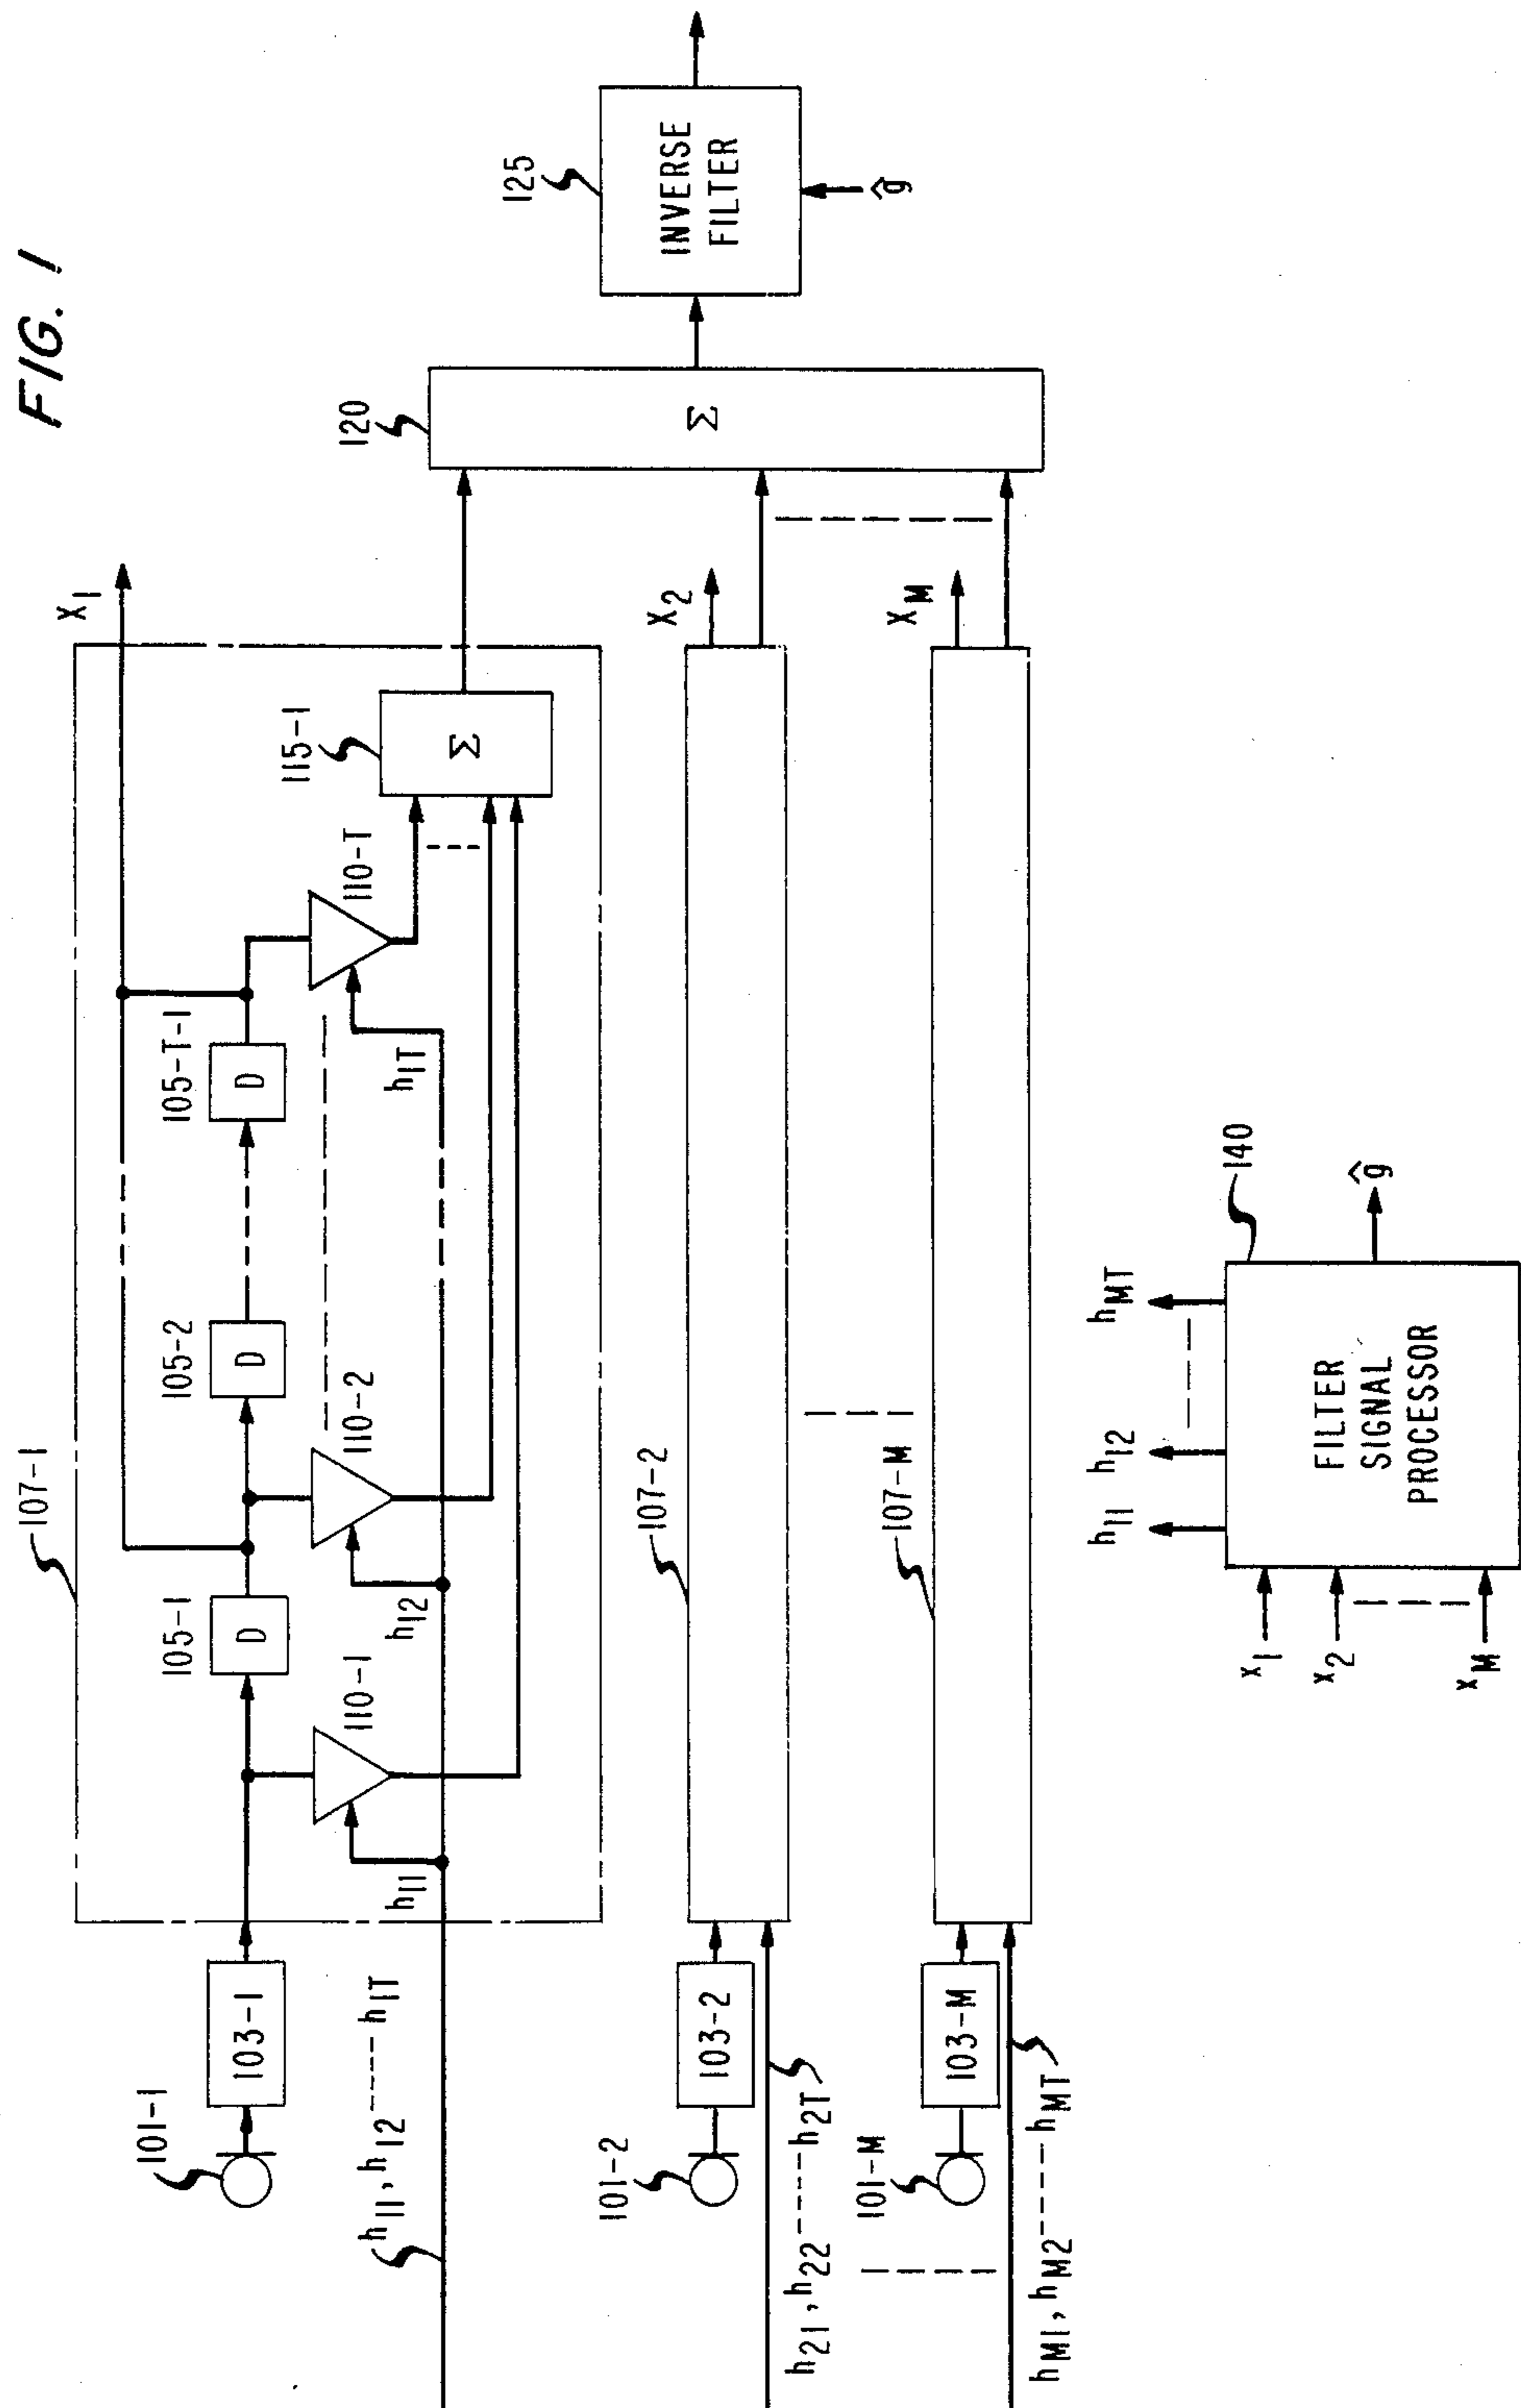 FIG. 1
107-1
X1
105-1
105-2
105-T-1
101-1
103-1
D
D
D
110-1
110-2
110-T
115-1
Σ
h11
h12
h1T
h11, h12 ----- h1T
120
Σ
125
INVERSE
FILTER
ĝ
107-2
X2
101-2
103-2
h21, h22 ----- h2T
107-M
XM
101-M
103-M
hM1, hM2 ----- hMT
h11
h12
hMT
140
x1
x2
xM
FILTER
SIGNAL
PROCESSOR
ĝ